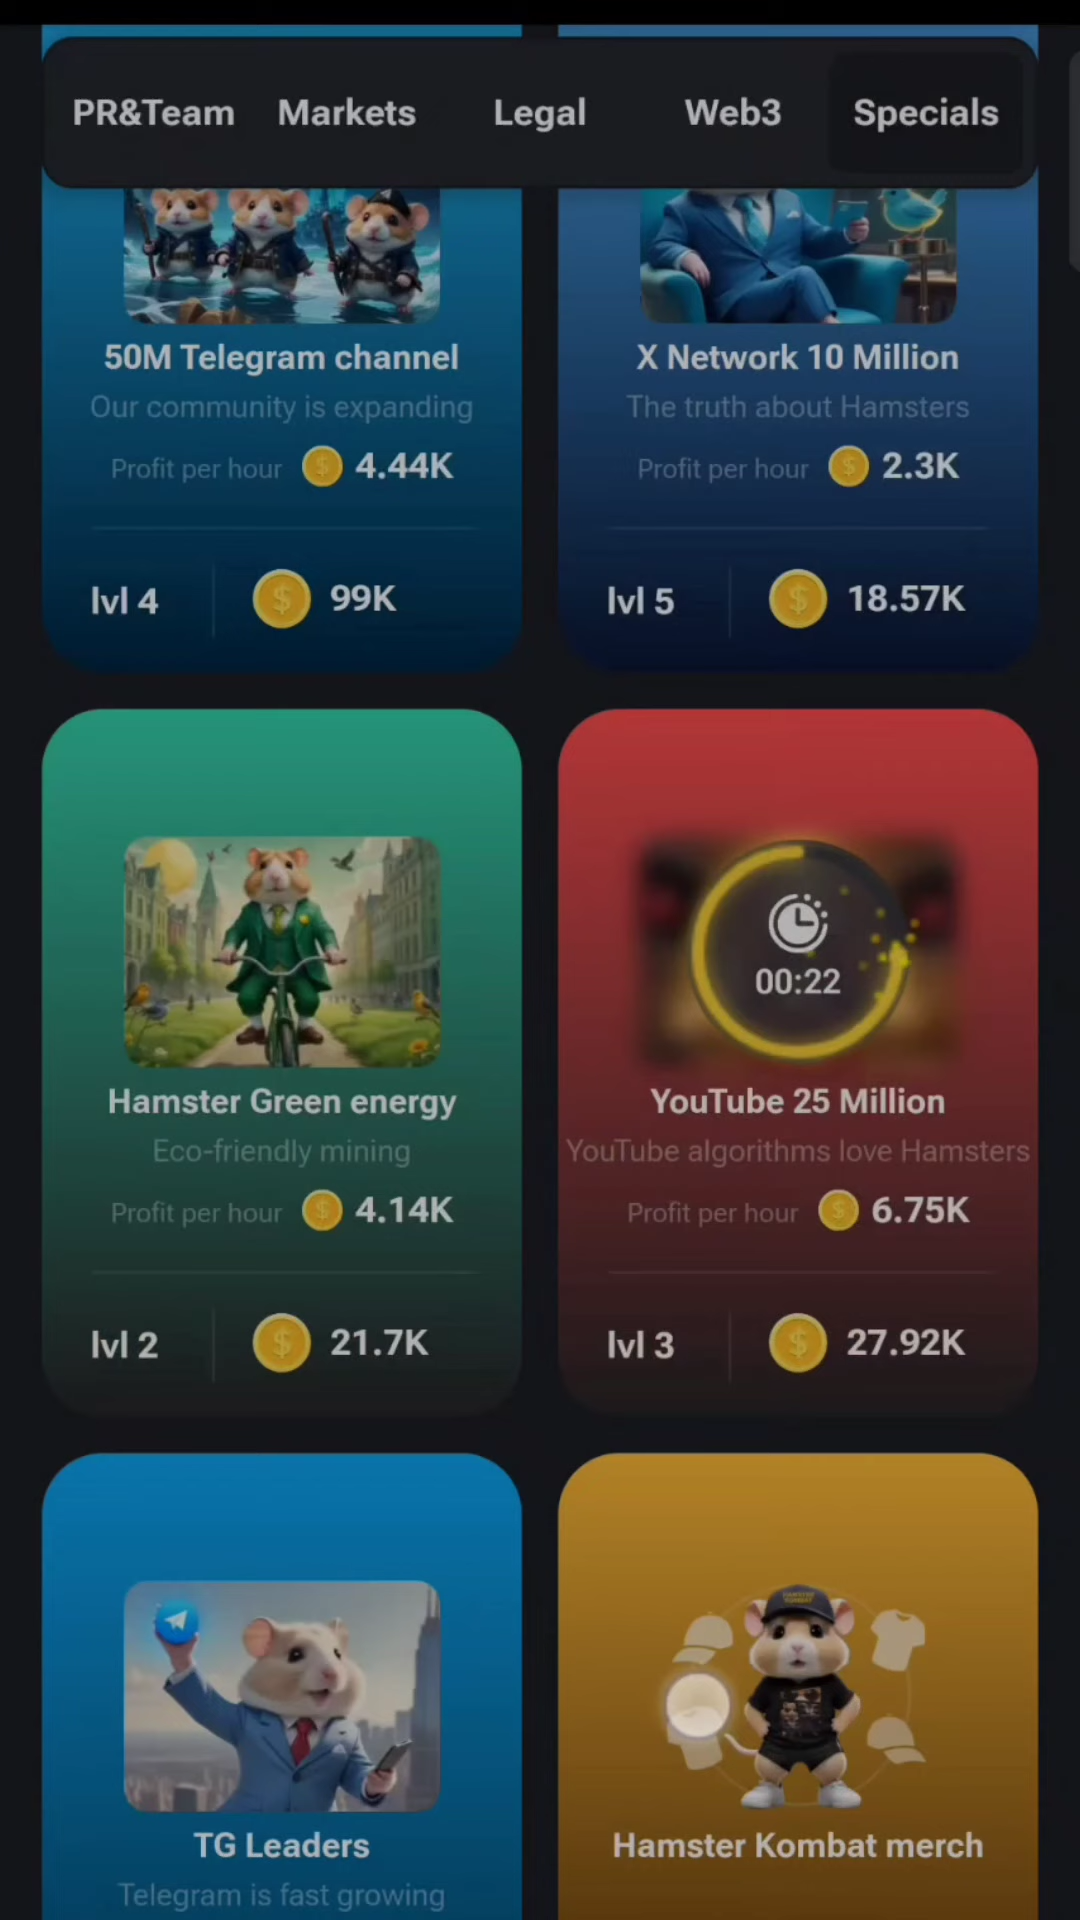 PR&Team Markets Legal Web3 Specials
50M Telegram channel
Our community is expanding
Profit per hour 4.44K
lvl 4 99K
X Network 10 Million
The truth about Hamsters
Profit per hour 2.3K
lvl 5 18.57K
Hamster Green energy
Eco-friendly mining
Profit per hour 4.14K
lvl 2 21.7K
00:22
YouTube 25 Million
YouTube algorithms love Hamsters
Profit per hour 6.75K
lvl 3 27.92K
TG Leaders
Telegram is fast growing
HAMSTER
KOMBAT
Hamster Kombat merch